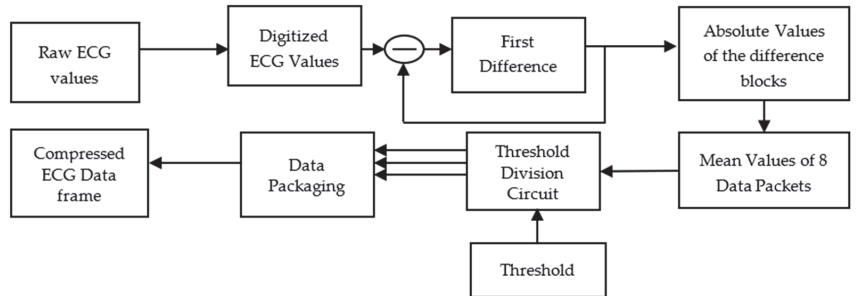 Raw ECG
values
Digitized
ECG Values
First
Difference
Absolute Values
of the difference
blocks
Compressed
ECG Data
frame
Data
Packaging
Threshold
Division
Circuit
Mean Values of 8
Data Packets
Threshold